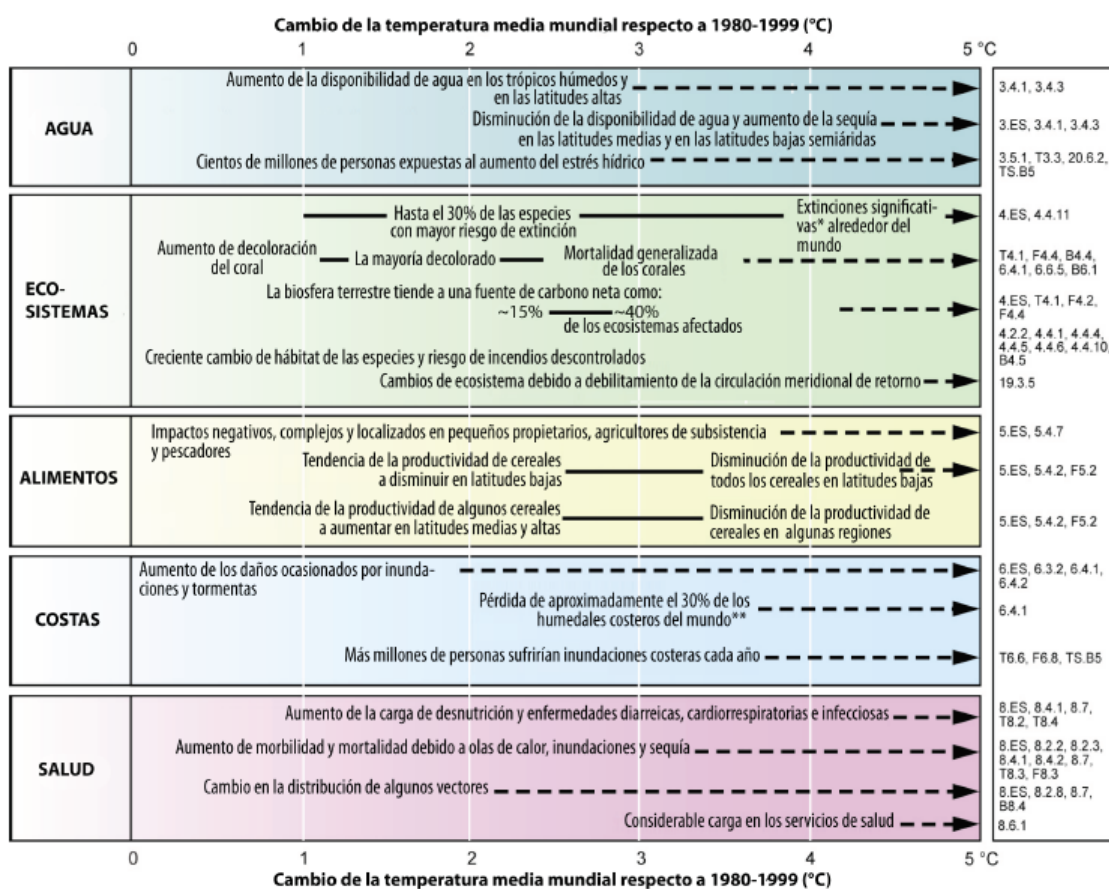 Cambio de la temperatura media mundial respecto a 1980-1999 (°C)
0 1 2 3 4 5 °C
AGUA
Aumento de la disponibilidad de agua en los trópicos húmedos y
en las latitudes altas
3.4.1, 3.4.3
Disminución de la disponibilidad de agua y aumento de la sequía
en las latitudes medias y en las latitudes bajas semiáridas
3.ES, 3.4.1, 3.4.3
Cientos de millones de personas expuestas al aumento del estrés hídrico
3.5.1, T3.3, 20.6.2,
TS.B5
ECO-
SISTEMAS
Hasta el 30% de las especies
con mayor riesgo de extinción
Extinciones significati-
vas* alrededor del
mundo
4.ES, 4.4.11
Aumento de decoloración
del coral
La mayoría decolorado
Mortalidad generalizada
de los corales
T4.1, F4.4, B4.4,
6.4.1, 6.6.5, B6.1
La biosfera terrestre tiende a una fuente de carbono neta como:
~15% ~40%
de los ecosistemas afectados
4.ES, T4.1, F4.2,
F4.4
Creciente cambio de hábitat de las especies y riesgo de incendios descontrolados
4.2.2, 4.4.1, 4.4.4,
4.4.5, 4.4.6, 4.4.10,
B4.5
Cambios de ecosistema debido a debilitamiento de la circulación meridional de retorno
19.3.5
ALIMENTOS
Impactos negativos, complejos y localizados en pequeños propietarios, agricultores de subsistencia
y pescadores
5.ES, 5.4.7
Tendencia de la productividad de cereales
a disminuir en latitudes bajas
Disminución de la productividad de
todos los cereales en latitudes bajas
5.ES, 5.4.2, F5.2
Tendencia de la productividad de algunos cereales
a aumentar en latitudes medias y altas
Disminución de la productividad de
cereales en algunas regiones
5.ES, 5.4.2, F5.2
COSTAS
Aumento de los daños ocasionados por inunda-
ciones y tormentas
6.ES, 6.3.2, 6.4.1,
6.4.2
Pérdida de aproximadamente el 30% de los
humedales costeros del mundo**
6.4.1
Más millones de personas sufrirían inundaciones costeras cada año
T6.6, F6.8, TS.B5
SALUD
Aumento de la carga de desnutrición y enfermedades diarreicas, cardiorrespiratorias e infecciosas
8.ES, 8.4.1, 8.7,
T8.2, T8.4
Aumento de morbilidad y mortalidad debido a olas de calor, inundaciones y sequía
8.ES, 8.2.2, 8.2.3,
8.4.1, 8.4.2, 8.7,
T8.3, F8.3
Cambio en la distribución de algunos vectores
8.ES, 8.2.8, 8.7,
B8.4
Considerable carga en los servicios de salud
8.6.1
0 1 2 3 4 5 °C
Cambio de la temperatura media mundial respecto a 1980-1999 (°C)